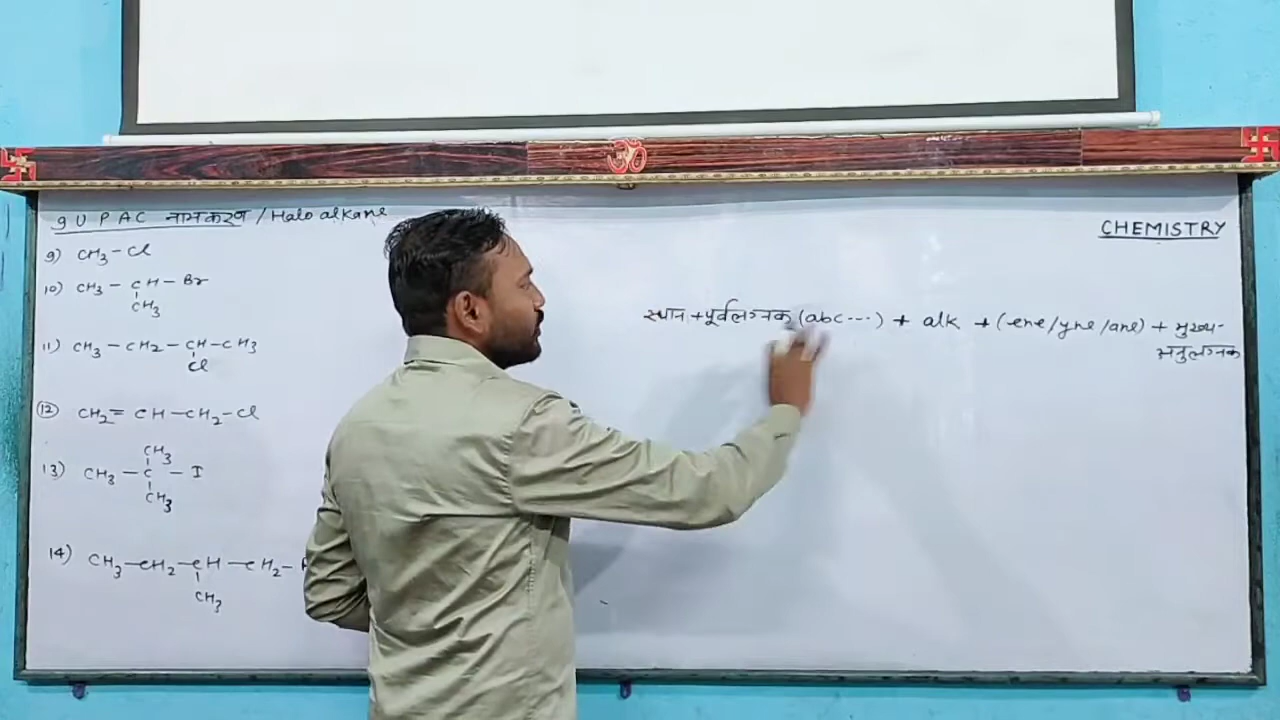 IUPAC नामकरण / Haloalkane
CHEMISTRY
9) CH3-Cl
10) CH3-CH-Br
CH3
11) CH3-CH2-CH-CH3
Cl
12) CH2=CH-CH2-Cl
CH3
13) CH3-C-I
CH3
14) CH3-CH2-CH-CH2-
CH3
स्थान +पूर्वलग्नक (abc---) + alk +(ene/yne/ane) + मुख्य-
अनुलग्नक